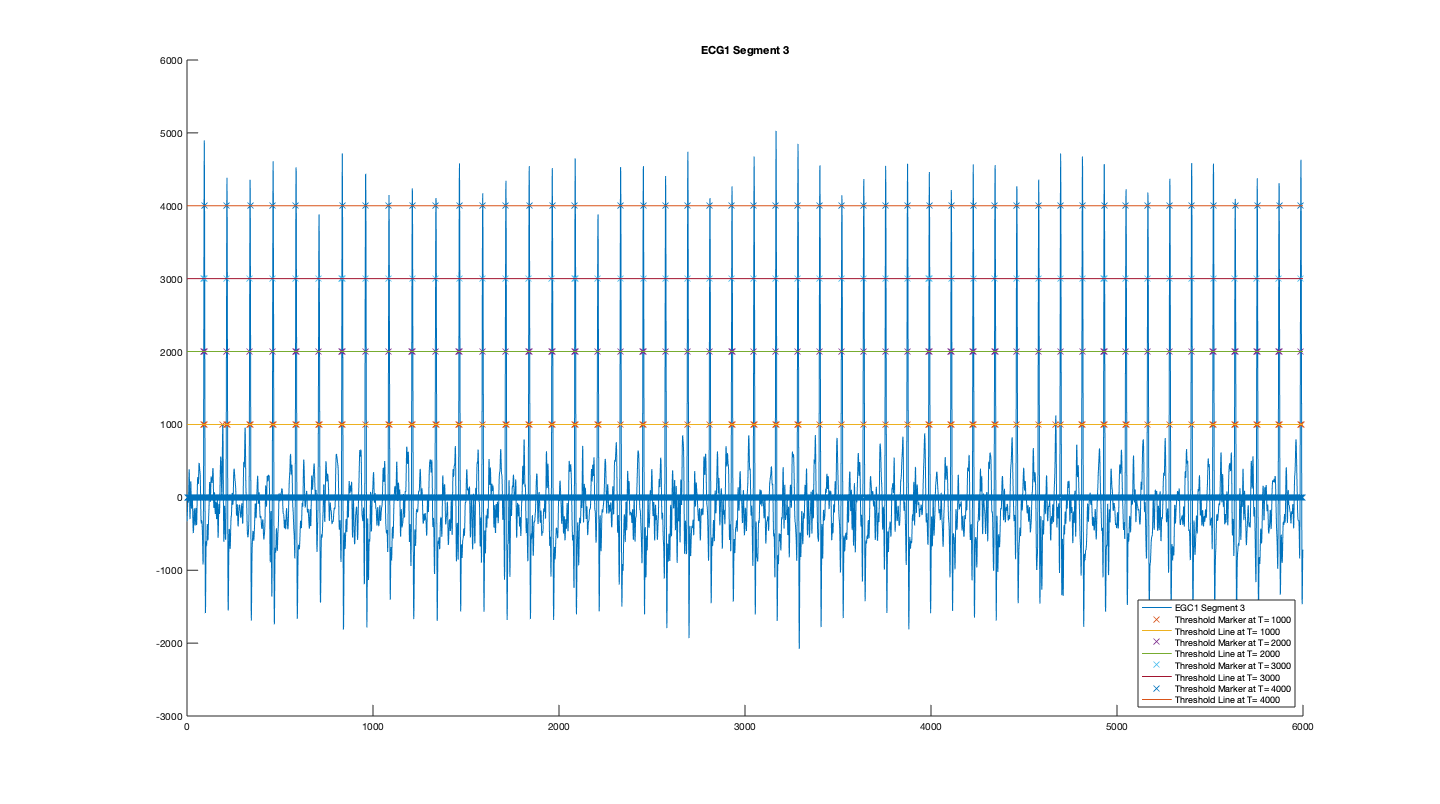 ECG1 Segment 3
6000
5000
4000
3000
2000
1000
0
-1000
-2000
-3000
0 1000 2000 3000 4000 5000 6000
EGC1 Segment 3
Threshold Marker at T= 1000
Threshold Line at T= 1000
Threshold Marker at T= 2000
Threshold Line at T= 2000
Threshold Marker at T= 3000
Threshold Line at T= 3000
Threshold Marker at T= 4000
Threshold Line at T= 4000